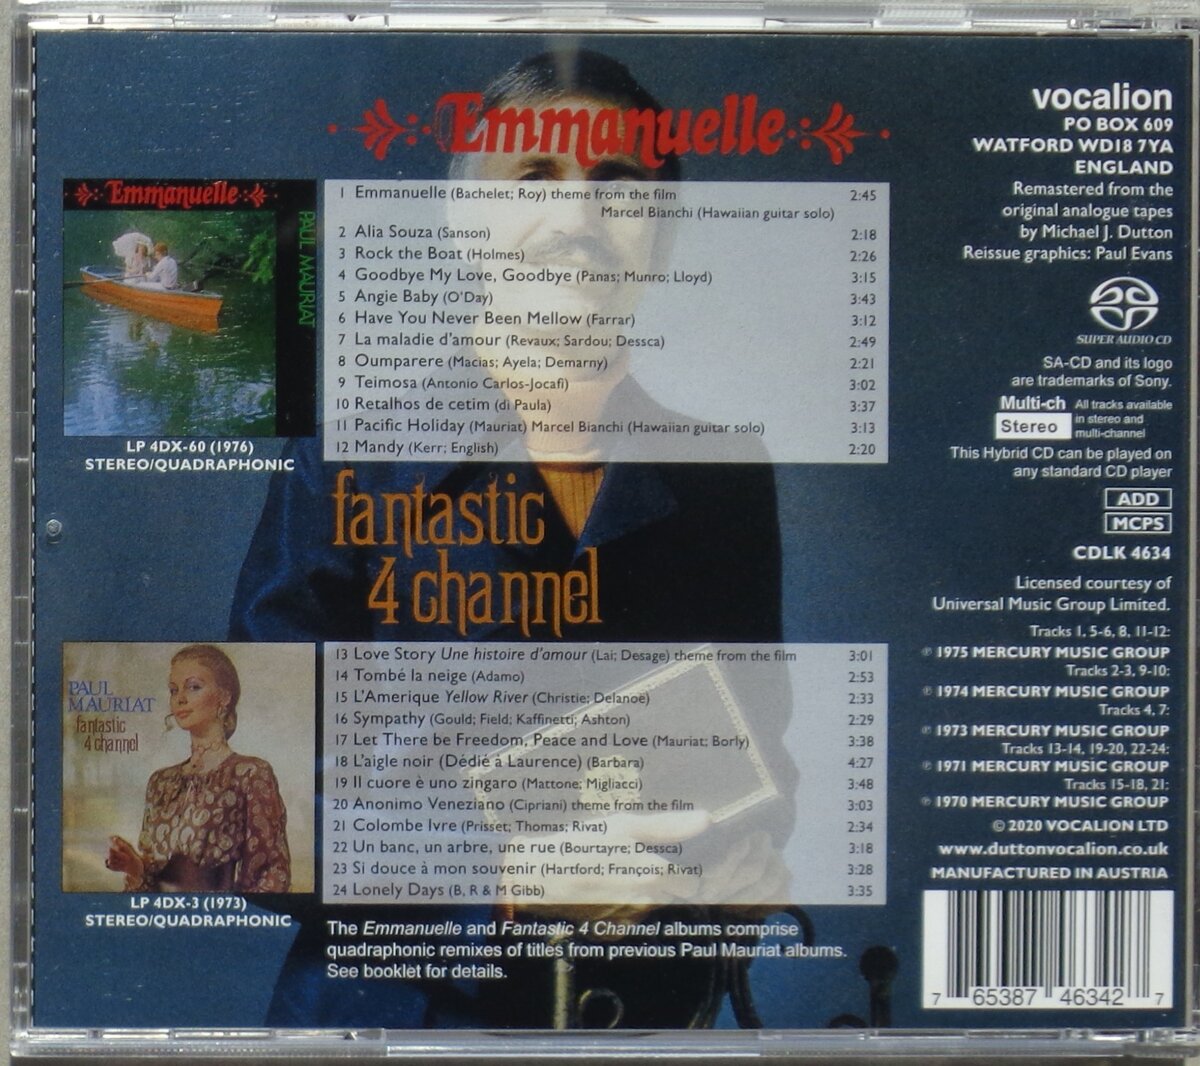 Emmanuelle
Emmanuelle
PAUL MAURIAT
LP 4DX-60 (1976)
STEREO/QUADRAPHONIC
1 Emmanuelle (Bachelet; Roy) theme from the film 2:45
Marcel Bianchi (Hawaiian guitar solo)
2 Alia Souza (Sanson) 2:18
3 Rock the Boat (Holmes) 2:26
4 Goodbye My Love, Goodbye (Panas; Munro; Lloyd) 3:15
5 Angie Baby (O'Day) 3:43
6 Have You Never Been Mellow (Farrar) 3:12
7 La maladie d'amour (Revaux; Sardou; Dessca) 2:49
8 Oumparere (Macias; Ayela; Demarny) 2:21
9 Teimosa (Antonio Carlos-Jocafi) 3:02
10 Retalhos de cetim (di Paula) 3:37
11 Pacific Holiday (Mauriat) Marcel Bianchi (Hawaiian guitar solo) 3:13
12 Mandy (Kerr; English) 2:20
fantastic
4 channel
PAUL
MAURIAT
fantastic
4 channel
LP 4DX-3 (1973)
STEREO/QUADRAPHONIC
13 Love Story Une histoire d'amour (Lai; Desage) theme from the film 3:01
14 Tombé la neige (Adamo) 2:53
15 L'Amerique Yellow River (Christie; Delanoë) 2:33
16 Sympathy (Gould; Field; Kaffinetti; Ashton) 2:29
17 Let There be Freedom, Peace and Love (Mauriat; Borly) 3:38
18 L'aigle noir (Dédié à Laurence) (Barbara) 4:27
19 Il cuore è uno zingaro (Mattone; Migliacci) 3:48
20 Anonimo Veneziano (Cipriani) theme from the film 3:03
21 Colombe Ivre (Prisset; Thomas; Rivat) 2:34
22 Un banc, un arbre, une rue (Bourtayre; Dessca) 3:18
23 Si douce à mon souvenir (Hartford; François; Rivat) 3:28
24 Lonely Days (B, R & M Gibb) 3:35
The Emmanuelle and Fantastic 4 Channel albums comprise
quadraphonic remixes of titles from previous Paul Mauriat albums.
See booklet for details.
vocalion
PO BOX 609
WATFORD WD18 7YA
ENGLAND
Remastered from the
original analogue tapes
by Michael J. Dutton
Reissue graphics: Paul Evans
SUPER AUDIO CD
SA-CD and its logo
are trademarks of Sony.
Multi-ch
Stereo
All tracks available
in stereo and
multi-channel
This Hybrid CD can be played on
any standard CD player
ADD
MCPS
CDLK 4634
Licensed courtesy of
Universal Music Group Limited.
Tracks 1, 5-6, 8, 11-12:
℗ 1975 MERCURY MUSIC GROUP
Tracks 2-3, 9-10:
℗ 1974 MERCURY MUSIC GROUP
Tracks 4, 7:
℗ 1973 MERCURY MUSIC GROUP
Tracks 13-14, 19-20, 22-24:
℗ 1971 MERCURY MUSIC GROUP
Tracks 15-18, 21:
℗ 1970 MERCURY MUSIC GROUP
© 2020 VOCALION LTD
www.duttonvocalion.co.uk
MANUFACTURED IN AUSTRIA
7 65387 46342 7